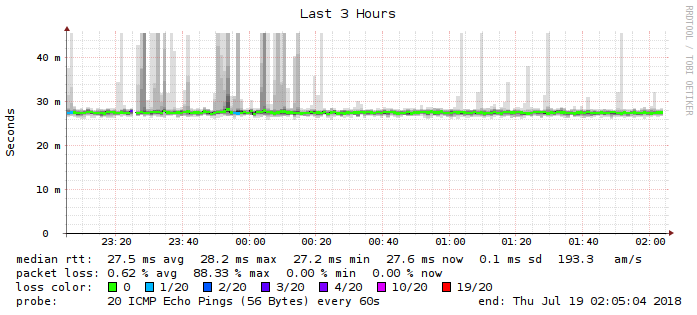 Last 3 Hours
RRDTOOL / TOBI OETIKER
Seconds
40 m
30 m
20 m
10 m
0
23:20 23:40 00:00 00:20 00:40 01:00 01:20 01:40 02:00
median rtt: 27.5 ms avg 28.2 ms max 27.2 ms min 27.6 ms now 0.1 ms sd 193.3 am/s
packet loss: 0.62 % avg 88.33 % max 0.00 % min 0.00 % now
loss color: 0 1/20 2/20 3/20 4/20 10/20 19/20
probe: 20 ICMP Echo Pings (56 Bytes) every 60s end: Thu Jul 19 02:05:04 2018